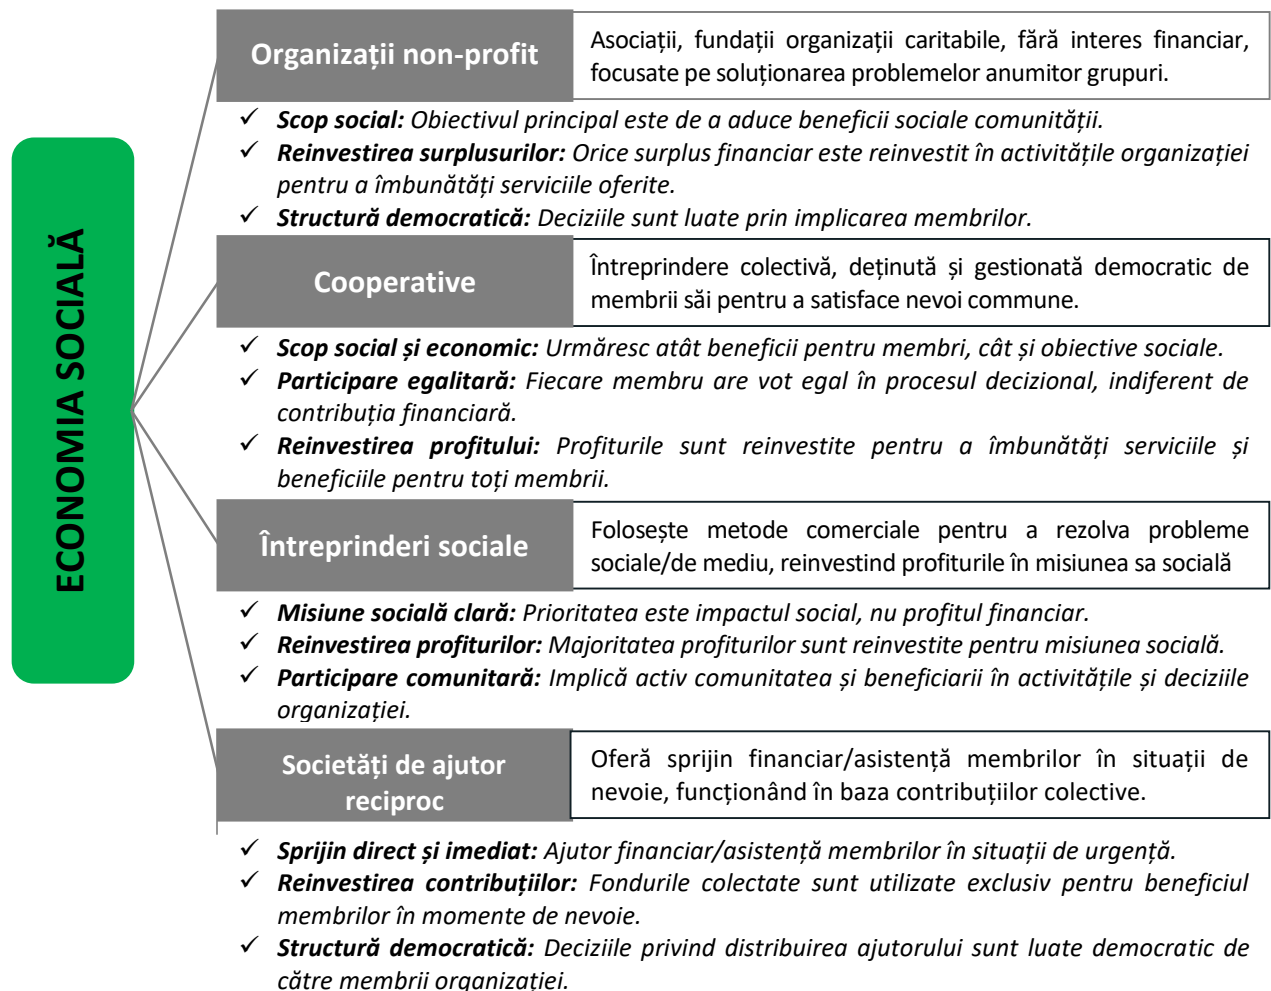 ECONOMIA SOCIALĂ
Organizații non-profit
Asociații, fundații organizații caritabile, fără interes financiar,
focusate pe soluționarea problemelor anumitor grupuri.
✓ Scop social: Obiectivul principal este de a aduce beneficii sociale comunității.
✓ Reinvestirea surplusurilor: Orice surplus financiar este reinvestit în activitățile organizației
pentru a îmbunătăți serviciile oferite.
✓ Structură democratică: Deciziile sunt luate prin implicarea membrilor.
Cooperative
Întreprindere colectivă, deținută și gestionată democratic de
membrii săi pentru a satisface nevoi commune.
✓ Scop social și economic: Urmăresc atât beneficii pentru membri, cât și obiective sociale.
✓ Participare egalitară: Fiecare membru are vot egal în procesul decizional, indiferent de
contribuția financiară.
✓ Reinvestirea profitului: Profiturile sunt reinvestite pentru a îmbunătăți serviciile și
beneficiile pentru toți membrii.
Întreprinderi sociale
Folosește metode comerciale pentru a rezolva probleme
sociale/de mediu, reinvestind profiturile în misiunea sa socială
✓ Misiune socială clară: Prioritatea este impactul social, nu profitul financiar.
✓ Reinvestirea profiturilor: Majoritatea profiturilor sunt reinvestite pentru misiunea socială.
✓ Participare comunitară: Implică activ comunitatea și beneficiarii în activitățile și deciziile
organizației.
Societăți de ajutor
reciproc
Oferă sprijin financiar/asistență membrilor în situații de
nevoie, funcționând în baza contribuțiilor colective.
✓ Sprijin direct și imediat: Ajutor financiar/asistență membrilor în situații de urgență.
✓ Reinvestirea contribuțiilor: Fondurile colectate sunt utilizate exclusiv pentru beneficiul
membrilor în momente de nevoie.
✓ Structură democratică: Deciziile privind distribuirea ajutorului sunt luate democratic de
către membrii organizației.